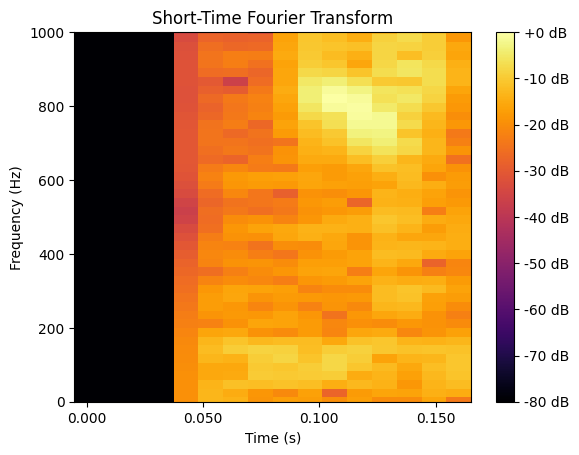 Short-Time Fourier Transform
1000
800
600
400
200
0
Frequency (Hz)
0.000
0.050
0.100
0.150
Time (s)
+0 dB
-10 dB
-20 dB
-30 dB
-40 dB
-50 dB
-60 dB
-70 dB
-80 dB